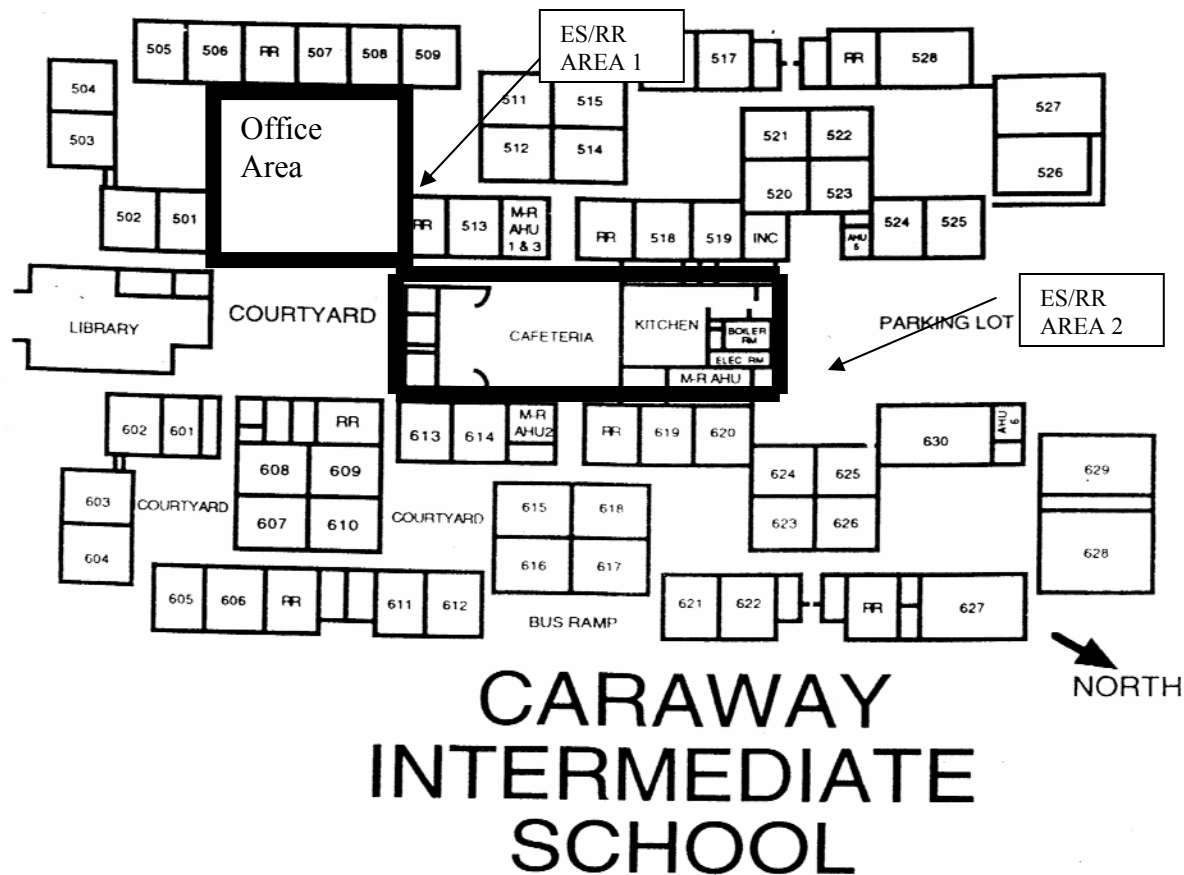 505 506 RR 507 508 509
ES/RR
AREA 1
517
RR 528
504
503
Office
Area
511 515
512 514
521 522
520 523
527
526
502 501
RR 513 M-R
AHU
1 & 3
RR 518 519 INC
AHU 5
524 525
LIBRARY
COURTYARD
CAFETERIA
KITCHEN
BOILER
RM
ELEC RM
M-R AHU
PARKING LOT
ES/RR
AREA 2
602 601
RR
608 609
607 610
613 614 M-R
AHU2
RR 619 620
624 625
623 626
630 AHU 6
629
628
603
604
COURTYARD
COURTYARD
615 618
616 617
605 606 RR 611 612
BUS RAMP
621 622
RR 627
NORTH
CARAWAY
INTERMEDIATE
SCHOOL